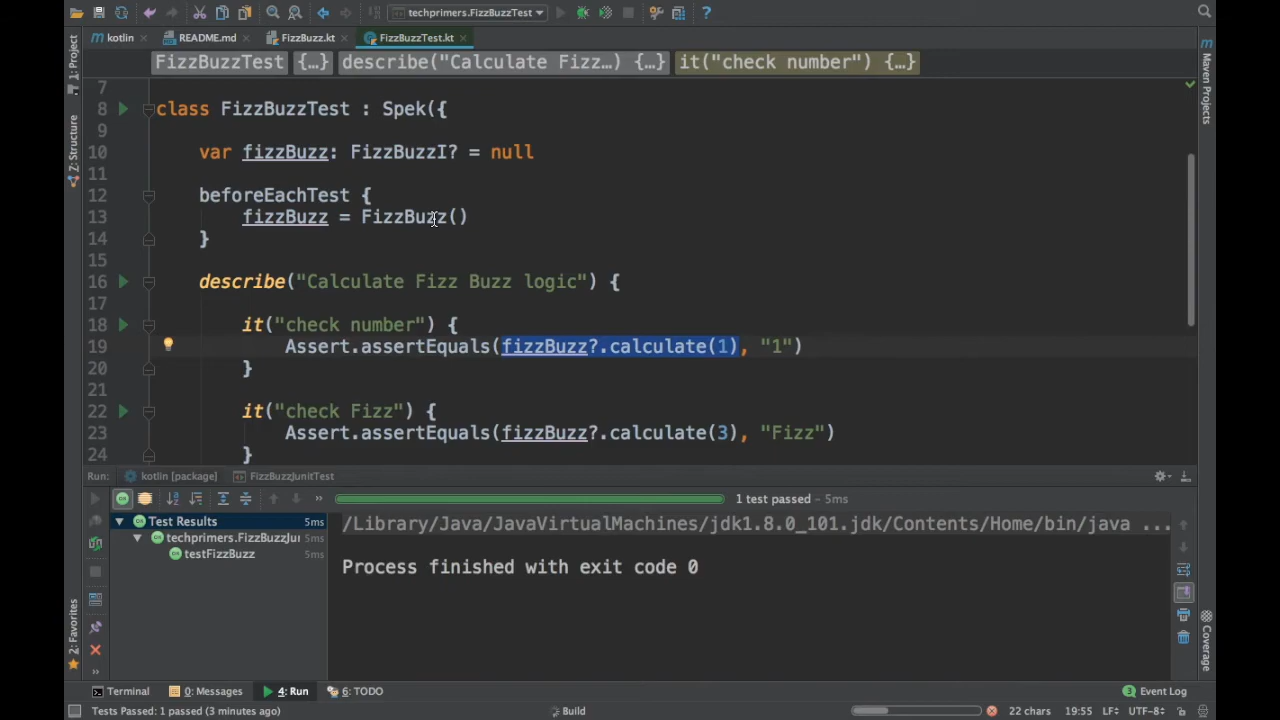 techprimers.FizzBuzzTest
kotlin README.md FizzBuzz.kt FizzBuzzTest.kt
FizzBuzzTest {...} describe("Calculate Fizz...) {...} it("check number") {...}
7
8 class FizzBuzzTest : Spek({
9
10 var fizzBuzz: FizzBuzzI? = null
11
12 beforeEachTest {
13 fizzBuzz = FizzBuzz()
14 }
15
16 describe("Calculate Fizz Buzz logic") {
17
18 it("check number") {
19 Assert.assertEquals(fizzBuzz?.calculate(1), "1")
20 }
21
22 it("check Fizz") {
23 Assert.assertEquals(fizzBuzz?.calculate(3), "Fizz")
24 }
1: Project
Z: Structure
2: Favorites
Maven Projects
Coverage
Run: kotlin [package] FizzBuzzJunitTest
1 test passed – 5ms
Test Results 5ms
techprimers.FizzBuzzJu 5ms
testFizzBuzz 5ms
/Library/Java/JavaVirtualMachines/jdk1.8.0_101.jdk/Contents/Home/bin/java ...
Process finished with exit code 0
Terminal 0: Messages 4: Run 6: TODO 3 Event Log
Tests Passed: 1 passed (3 minutes ago) Build 22 chars 19:55 LF÷ UTF-8÷